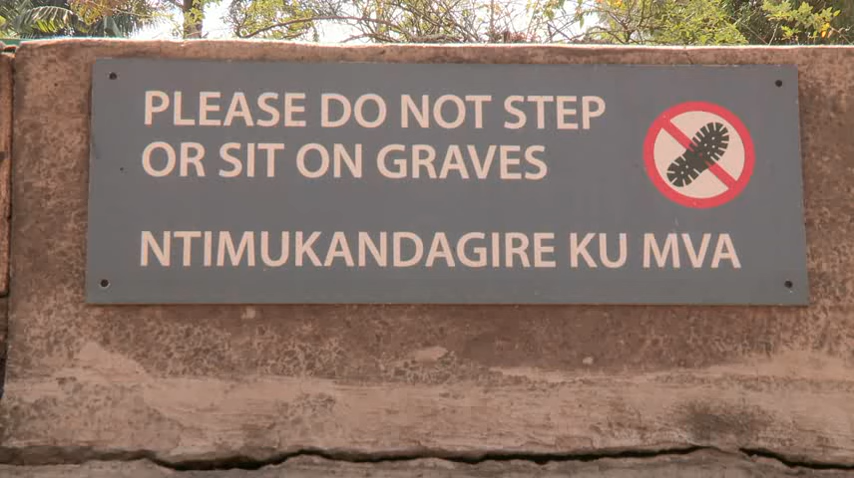 PLEASE DO NOT STEP
OR SIT ON GRAVES
NTIMUKANDAGIRE KU MVA